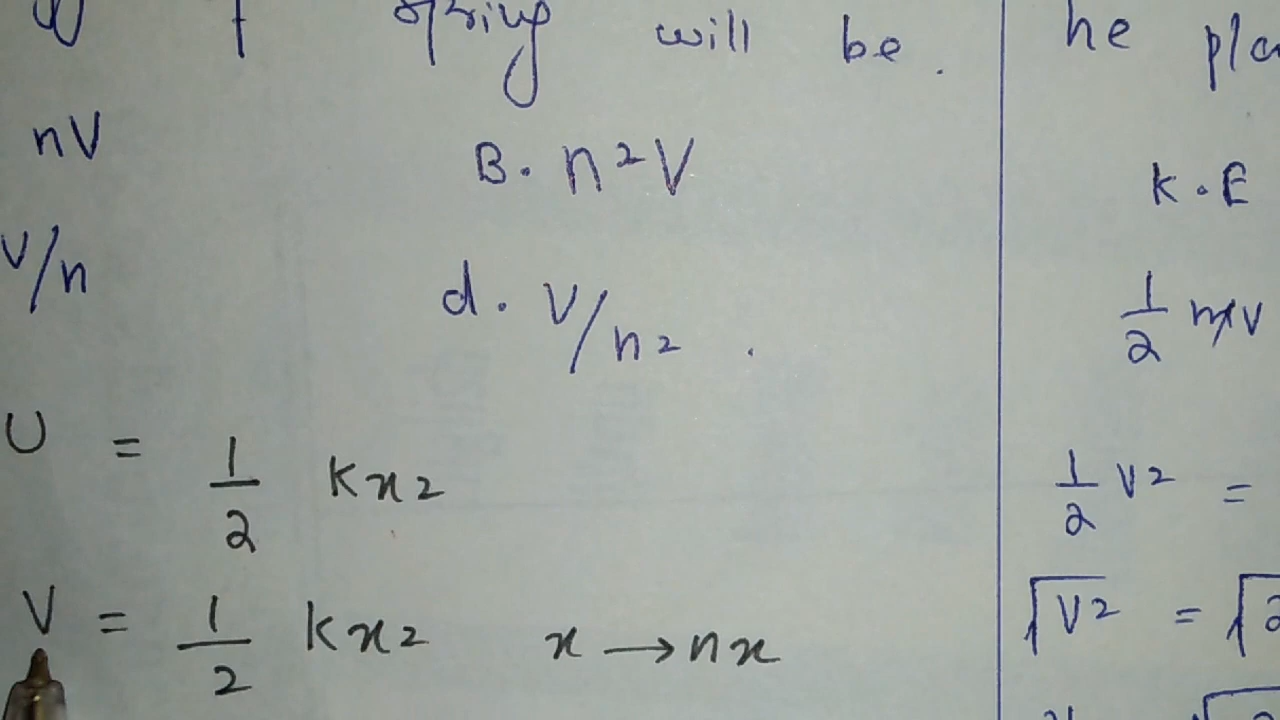 spring will be.
nV
B. n²V
V/n
d. V/n2.
U = 1/2 Kx2
V = 1/2 Kx2 x → nx
he
K.E
1/2 mv
1/2 V2 =
√V2 = √2